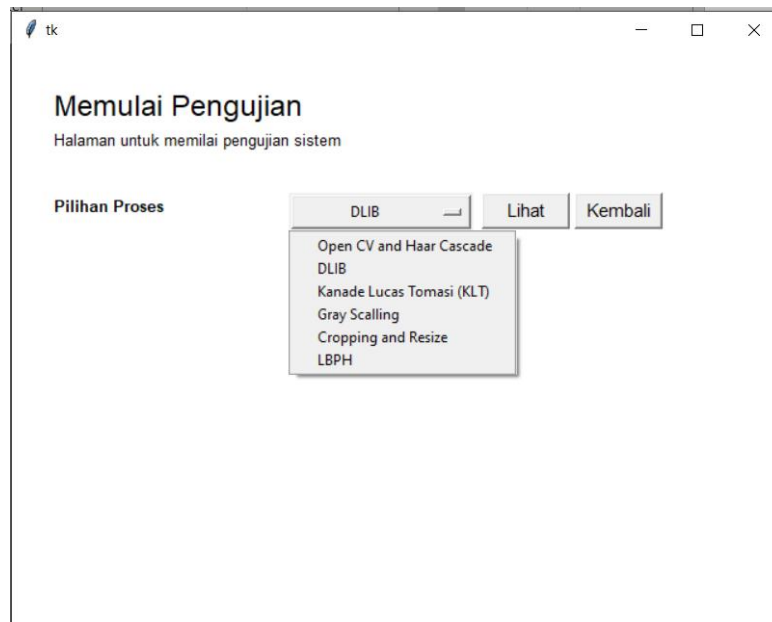 tk
Memulai Pengujian
Halaman untuk memilai pengujian sistem
Pilihan Proses DLIB Lihat Kembali
Open CV and Haar Cascade
DLIB
Kanade Lucas Tomasi (KLT)
Gray Scalling
Cropping and Resize
LBPH